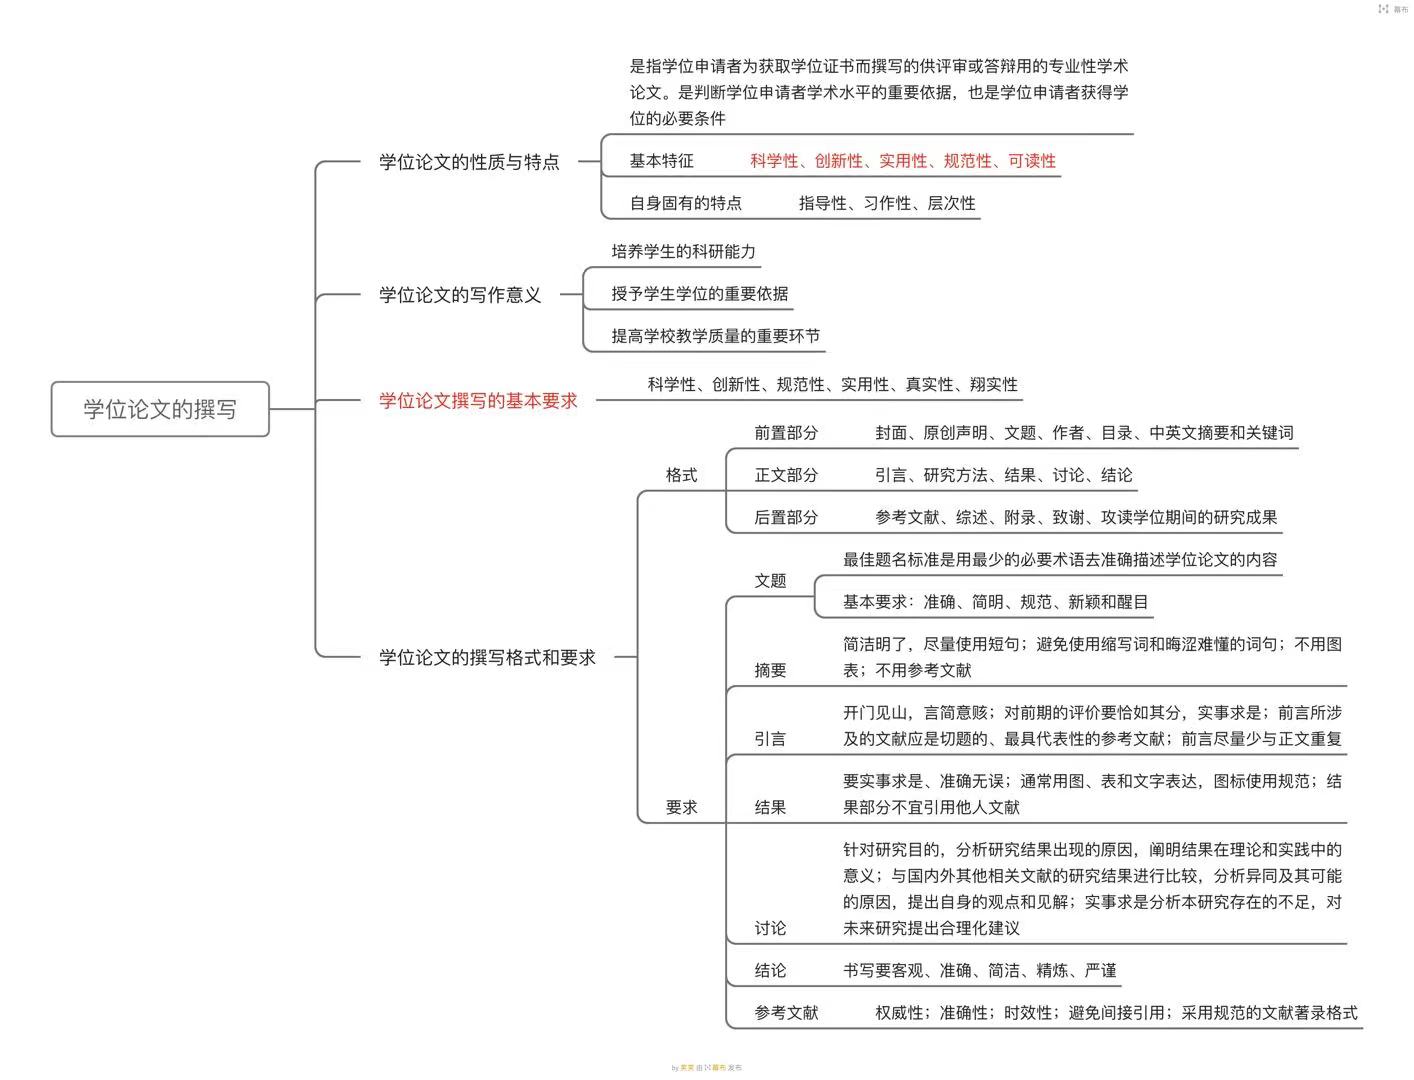 幕布
学位论文的撰写
学位论文的性质与特点
是指学位申请者为获取学位证书而撰写的供评审或答辩用的专业性学术
论文。是判断学位申请者学术水平的重要依据，也是学位申请者获得学
位的必要条件
基本特征 科学性、创新性、实用性、规范性、可读性
自身固有的特点 指导性、习作性、层次性
学位论文的写作意义
培养学生的科研能力
授予学生学位的重要依据
提高学校教学质量的重要环节
学位论文撰写的基本要求
科学性、创新性、规范性、实用性、真实性、翔实性
学位论文的撰写格式和要求
格式
前置部分 封面、原创声明、文题、作者、目录、中英文摘要和关键词
正文部分 引言、研究方法、结果、讨论、结论
后置部分 参考文献、综述、附录、致谢、攻读学位期间的研究成果
要求
文题
最佳题名标准是用最少的必要术语去准确描述学位论文的内容
基本要求：准确、简明、规范、新颖和醒目
摘要
简洁明了，尽量使用短句；避免使用缩写词和晦涩难懂的词句；不用图
表；不用参考文献
引言
开门见山，言简意赅；对前期的评价要恰如其分，实事求是；前言所涉
及的文献应是切题的、最具代表性的参考文献；前言尽量少与正文重复
结果
要实事求是、准确无误；通常用图、表和文字表达，图标使用规范；结
果部分不宜引用他人文献
讨论
针对研究目的，分析研究结果出现的原因，阐明结果在理论和实践中的
意义；与国内外其他相关文献的研究结果进行比较，分析异同及其可能
的原因，提出自身的观点和见解；实事求是分析本研究存在的不足，对
未来研究提出合理化建议
结论 书写要客观、准确、简洁、精炼、严谨
参考文献 权威性；准确性；时效性；避免间接引用；采用规范的文献著录格式
by 笑笑 由 幕布 发布